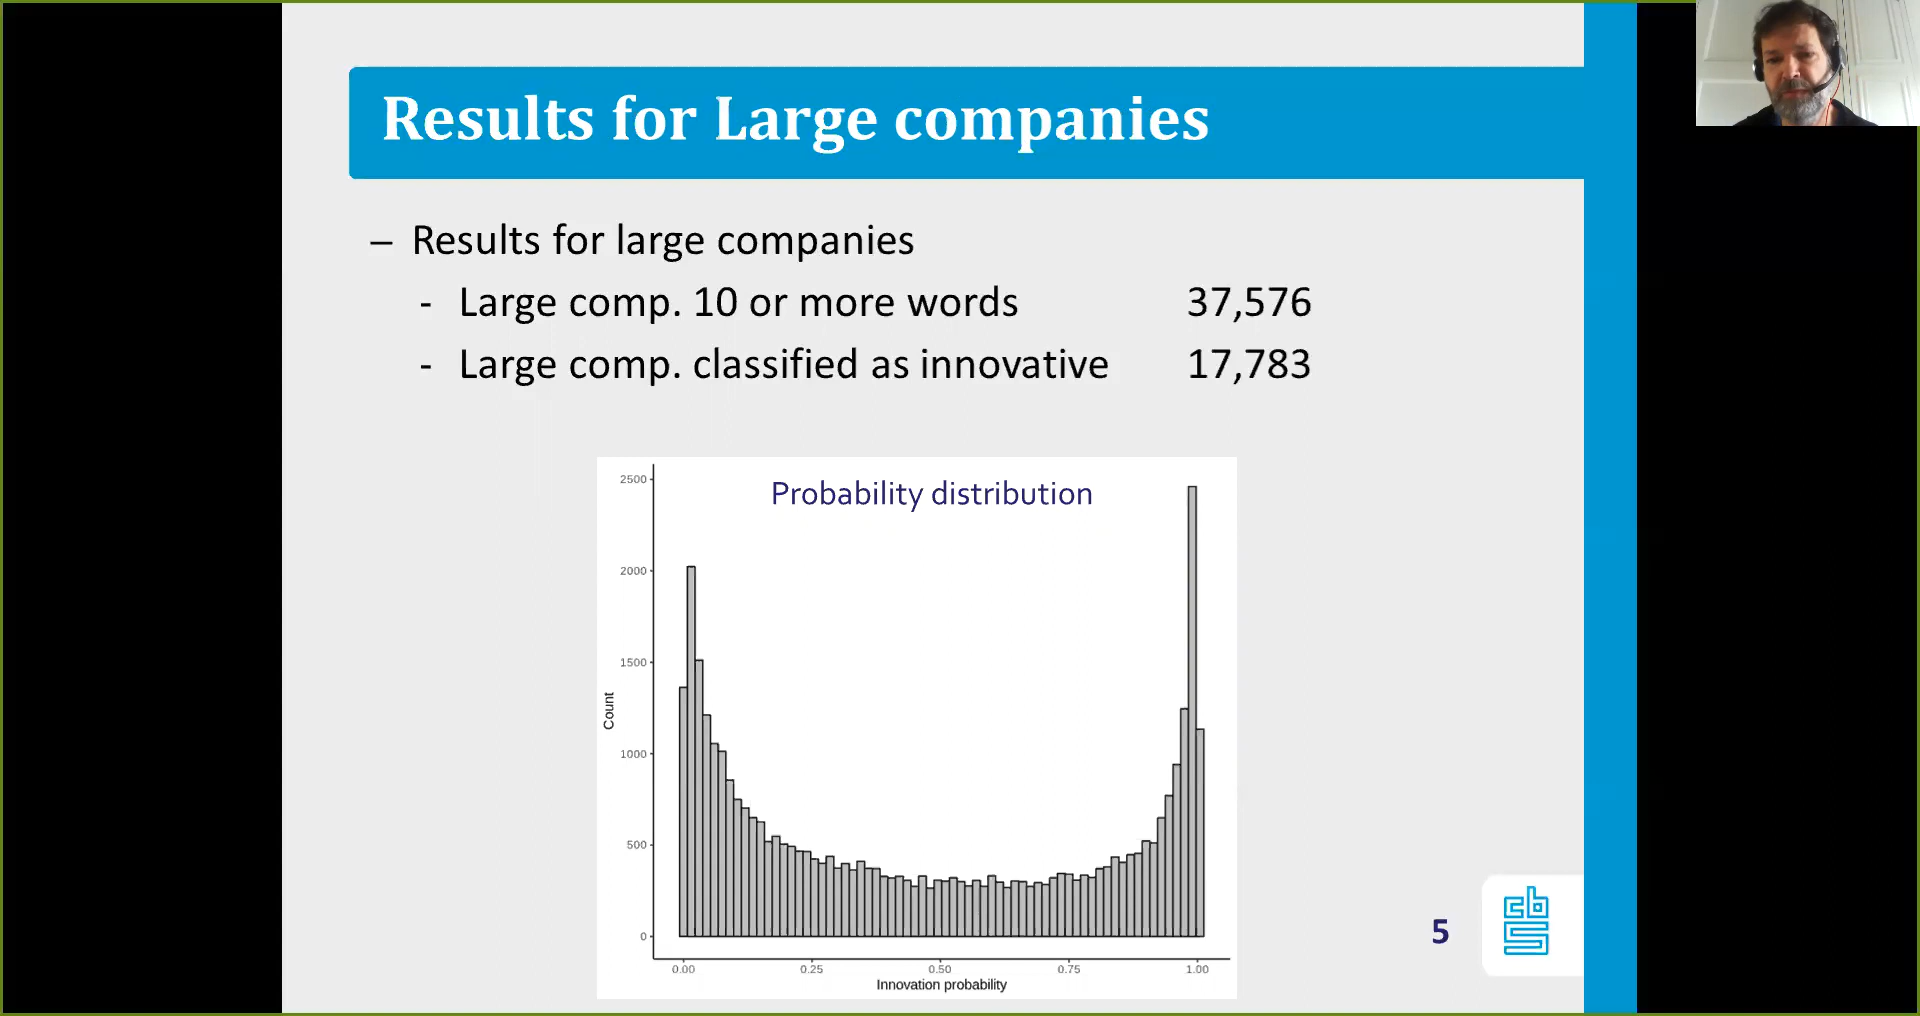 Results for Large companies
– Results for large companies
- Large comp. 10 or more words 37,576
- Large comp. classified as innovative 17,783
Probability distribution
2500
2000
1500
1000
500
0
Count
0.00 0.25 0.50 0.75 1.00
Innovation probability
5
cbs